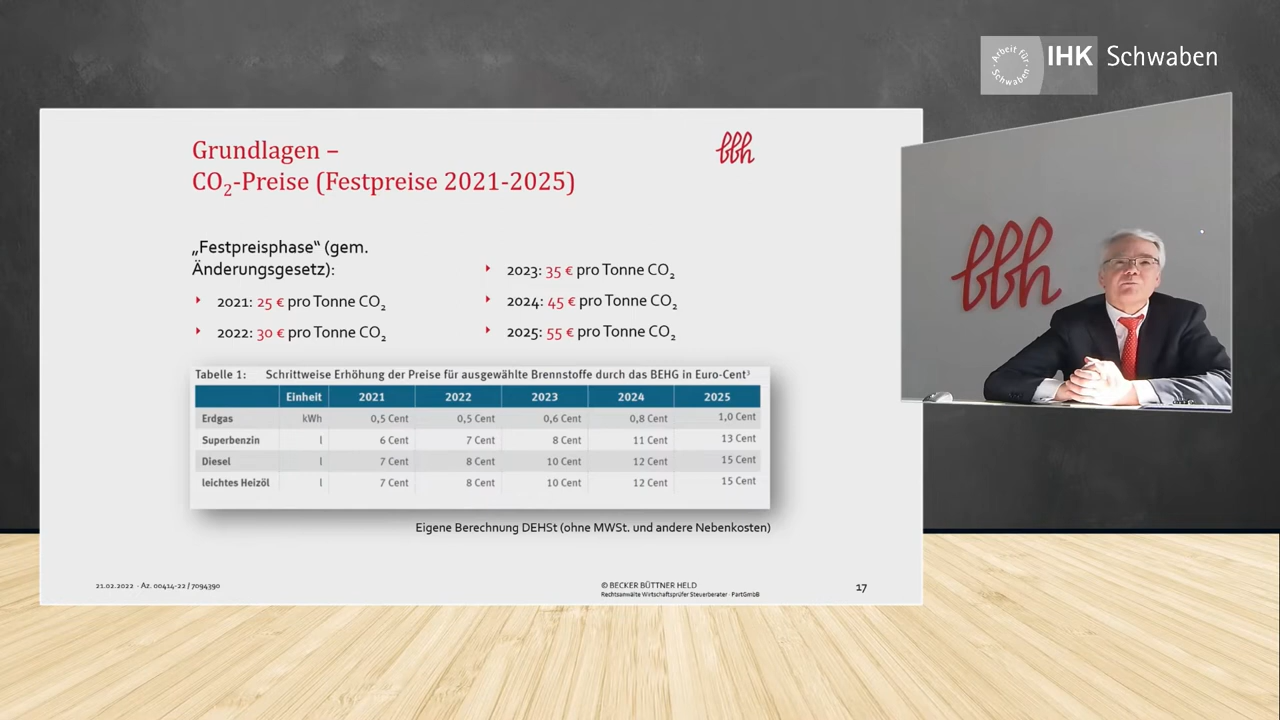 Arbeit für Schwaben
IHK Schwaben
Grundlagen –
CO₂-Preise (Festpreise 2021-2025)
bbh
„Festpreisphase“ (gem.
Änderungsgesetz):
2021: 25 € pro Tonne CO₂
2022: 30 € pro Tonne CO₂
2023: 35 € pro Tonne CO₂
2024: 45 € pro Tonne CO₂
2025: 55 € pro Tonne CO₂
bbh
Tabelle 1: Schrittweise Erhöhung der Preise für ausgewählte Brennstoffe durch das BEHG in Euro-Cent³
Einheit 2021 2022 2023 2024 2025
Erdgas kWh 0,5 Cent 0,5 Cent 0,6 Cent 0,8 Cent 1,0 Cent
Superbenzin l 6 Cent 7 Cent 8 Cent 11 Cent 13 Cent
Diesel l 7 Cent 8 Cent 10 Cent 12 Cent 15 Cent
leichtes Heizöl l 7 Cent 8 Cent 10 Cent 12 Cent 15 Cent
Eigene Berechnung DEHSt (ohne MWSt. und andere Nebenkosten)
21.02.2022 · Az. 00414-22 / 7094390
© BECKER BÜTTNER HELD
Rechtsanwälte Wirtschaftsprüfer Steuerberater · PartGmbB
17